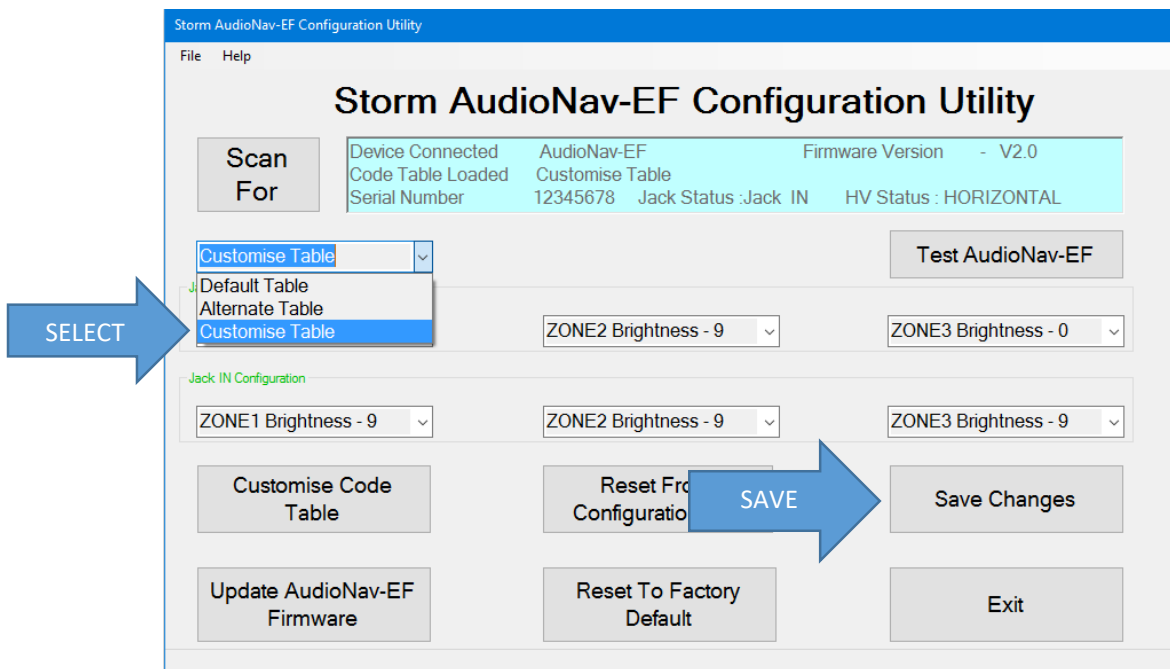 Storm AudioNav-EF Configuration Utility
File Help
Storm AudioNav-EF Configuration Utility
Scan
For
Device Connected AudioNav-EF Firmware Version - V2.0
Code Table Loaded Customise Table
Serial Number 12345678 Jack Status :Jack IN HV Status : HORIZONTAL
Customise Table
Test AudioNav-EF
Default Table
Alternate Table
Customise Table
SELECT
ZONE2 Brightness - 9
ZONE3 Brightness - 0
Jack IN Configuration
ZONE1 Brightness - 9
ZONE2 Brightness - 9
ZONE3 Brightness - 9
Customise Code
Table
Reset
Configuratio
SAVE
Save Changes
Update AudioNav-EF
Firmware
Reset To Factory
Default
Exit